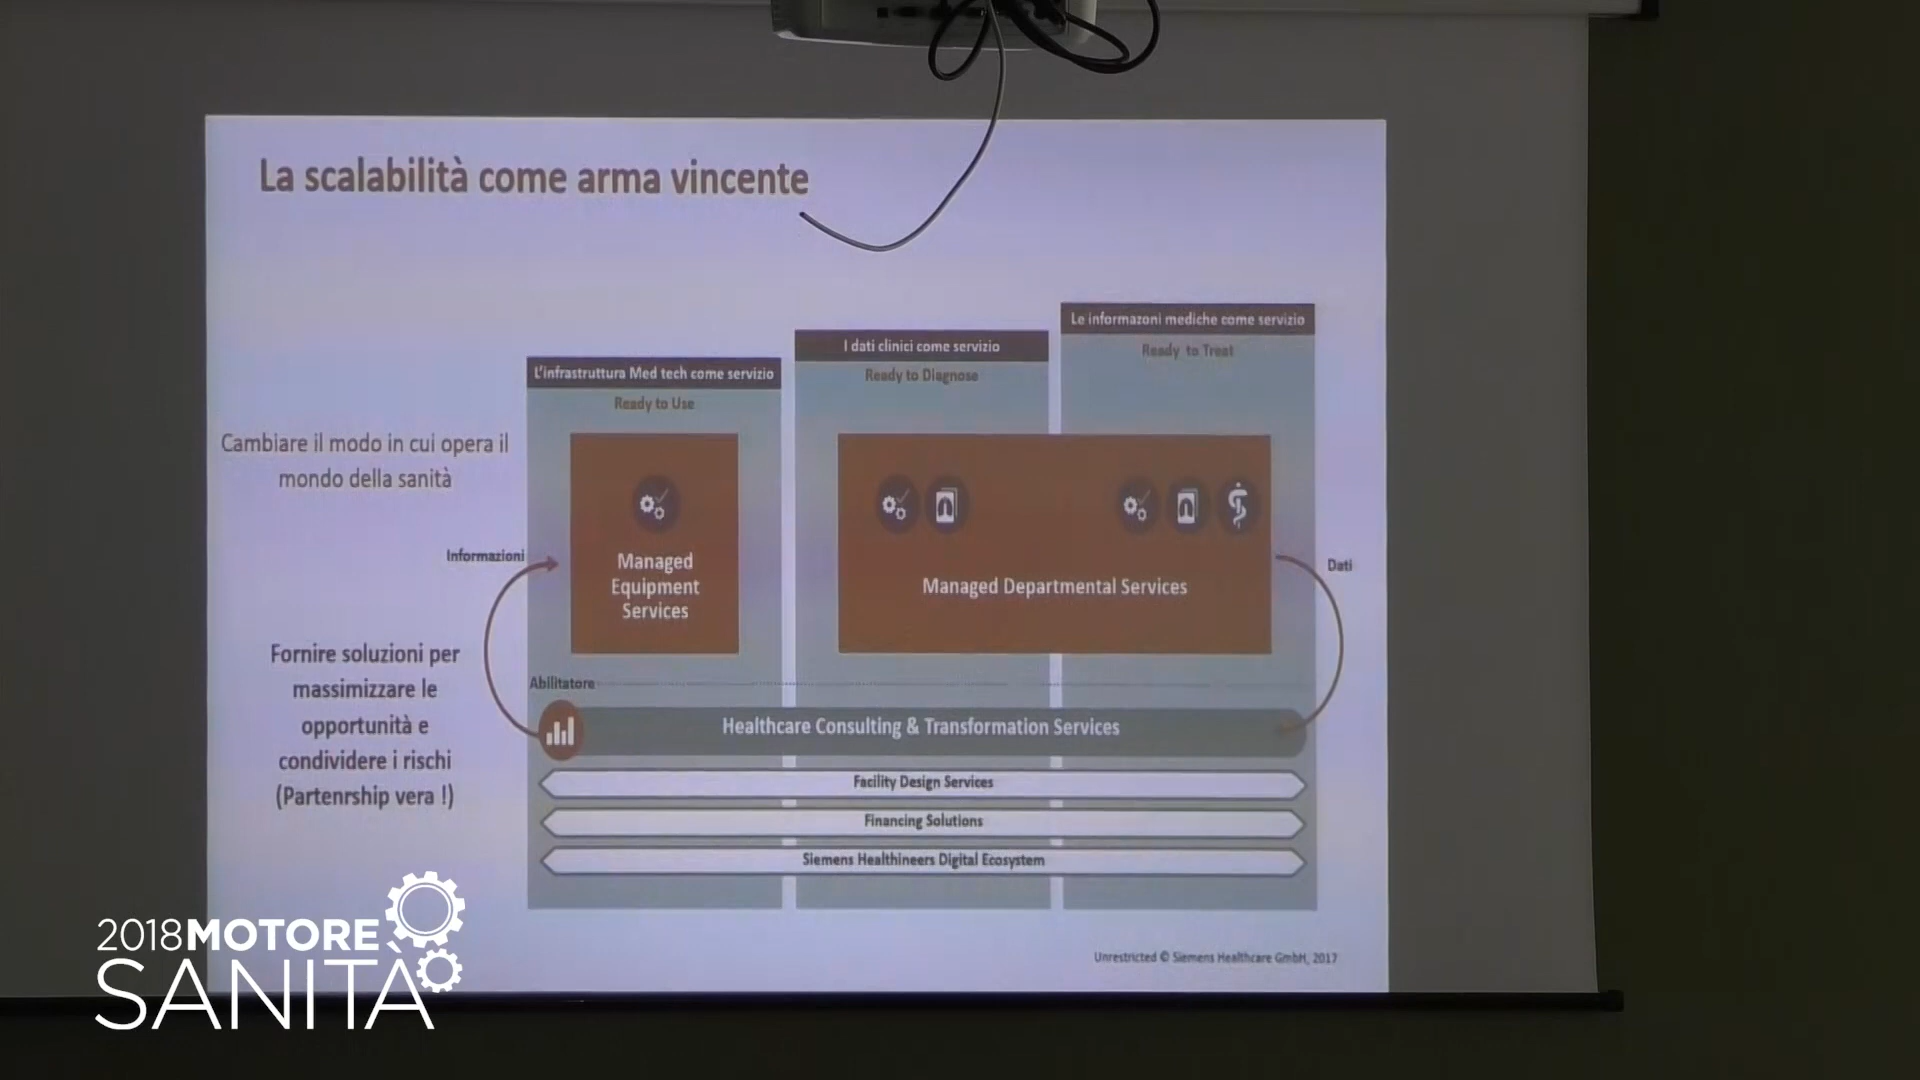 La scalabilità come arma vincente
Le informazoni mediche come servizio
Ready to Treat
I dati clinici come servizio
Ready to Diagnose
L'infrastruttura Med tech come servizio
Ready to Use
Cambiare il modo in cui opera il
mondo della sanità
Informazioni
Managed
Equipment
Services
Managed Departmental Services
Dati
Fornire soluzioni per
massimizzare le
opportunità e
condividere i rischi
(Partenrship vera !)
Abilitatore
Healthcare Consulting & Transformation Services
Facility Design Services
Financing Solutions
Siemens Healthineers Digital Ecosystem
Unrestricted © Siemens Healthcare GmbH, 2017
2018MOTORE
SANITÀ